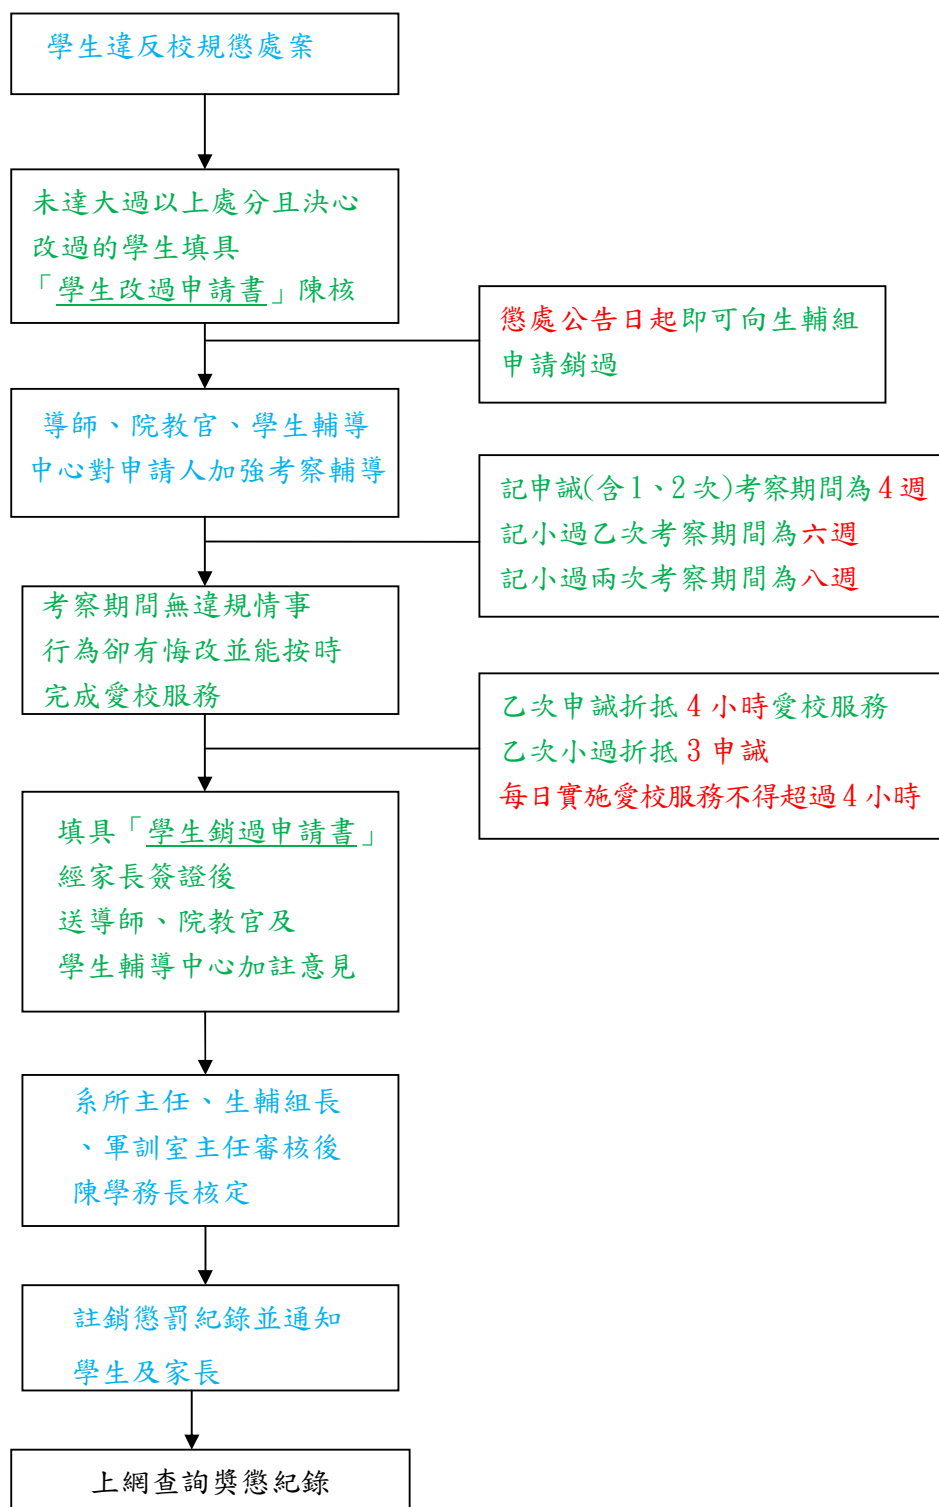 學生違反校規懲處案
未達大過以上處分且決心
改過的學生填具
「學生改過申請書」陳核
懲處公告日起即可向生輔組
申請銷過
導師、院教官、學生輔導
中心對申請人加強考察輔導
記申誡(含1、2次)考察期間為4週
記小過乙次考察期間為六週
記小過兩次考察期間為八週
考察期間無違規情事
行為卻有悔改並能按時
完成愛校服務
乙次申誡折抵4小時愛校服務
乙次小過折抵3申誡
每日實施愛校服務不得超過4小時
填具「學生銷過申請書」
經家長簽證後
送導師、院教官及
學生輔導中心加註意見
系所主任、生輔組長
、軍訓室主任審核後
陳學務長核定
註銷懲罰紀錄並通知
學生及家長
上網查詢獎懲紀錄